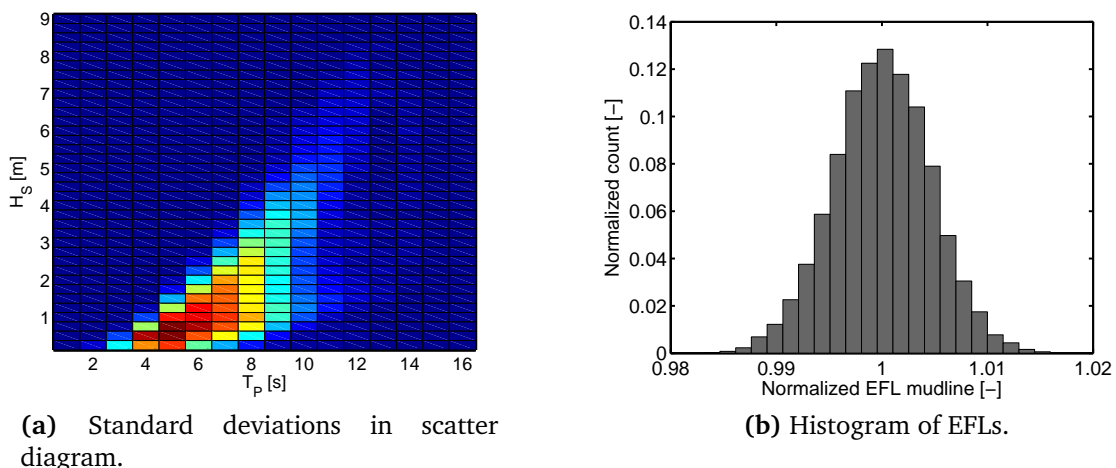 9
8
7
6
5
4
3
2
1
H_S [m]
2 4 6 8 10 12 14 16
T_P [s]
(a) Standard deviations in scatter
diagram.
0.14
0.12
0.1
0.08
0.06
0.04
0.02
0
Normalized count [−]
0.98 0.99 1 1.01 1.02
Normalized EFL mudline [−]
(b) Histogram of EFLs.